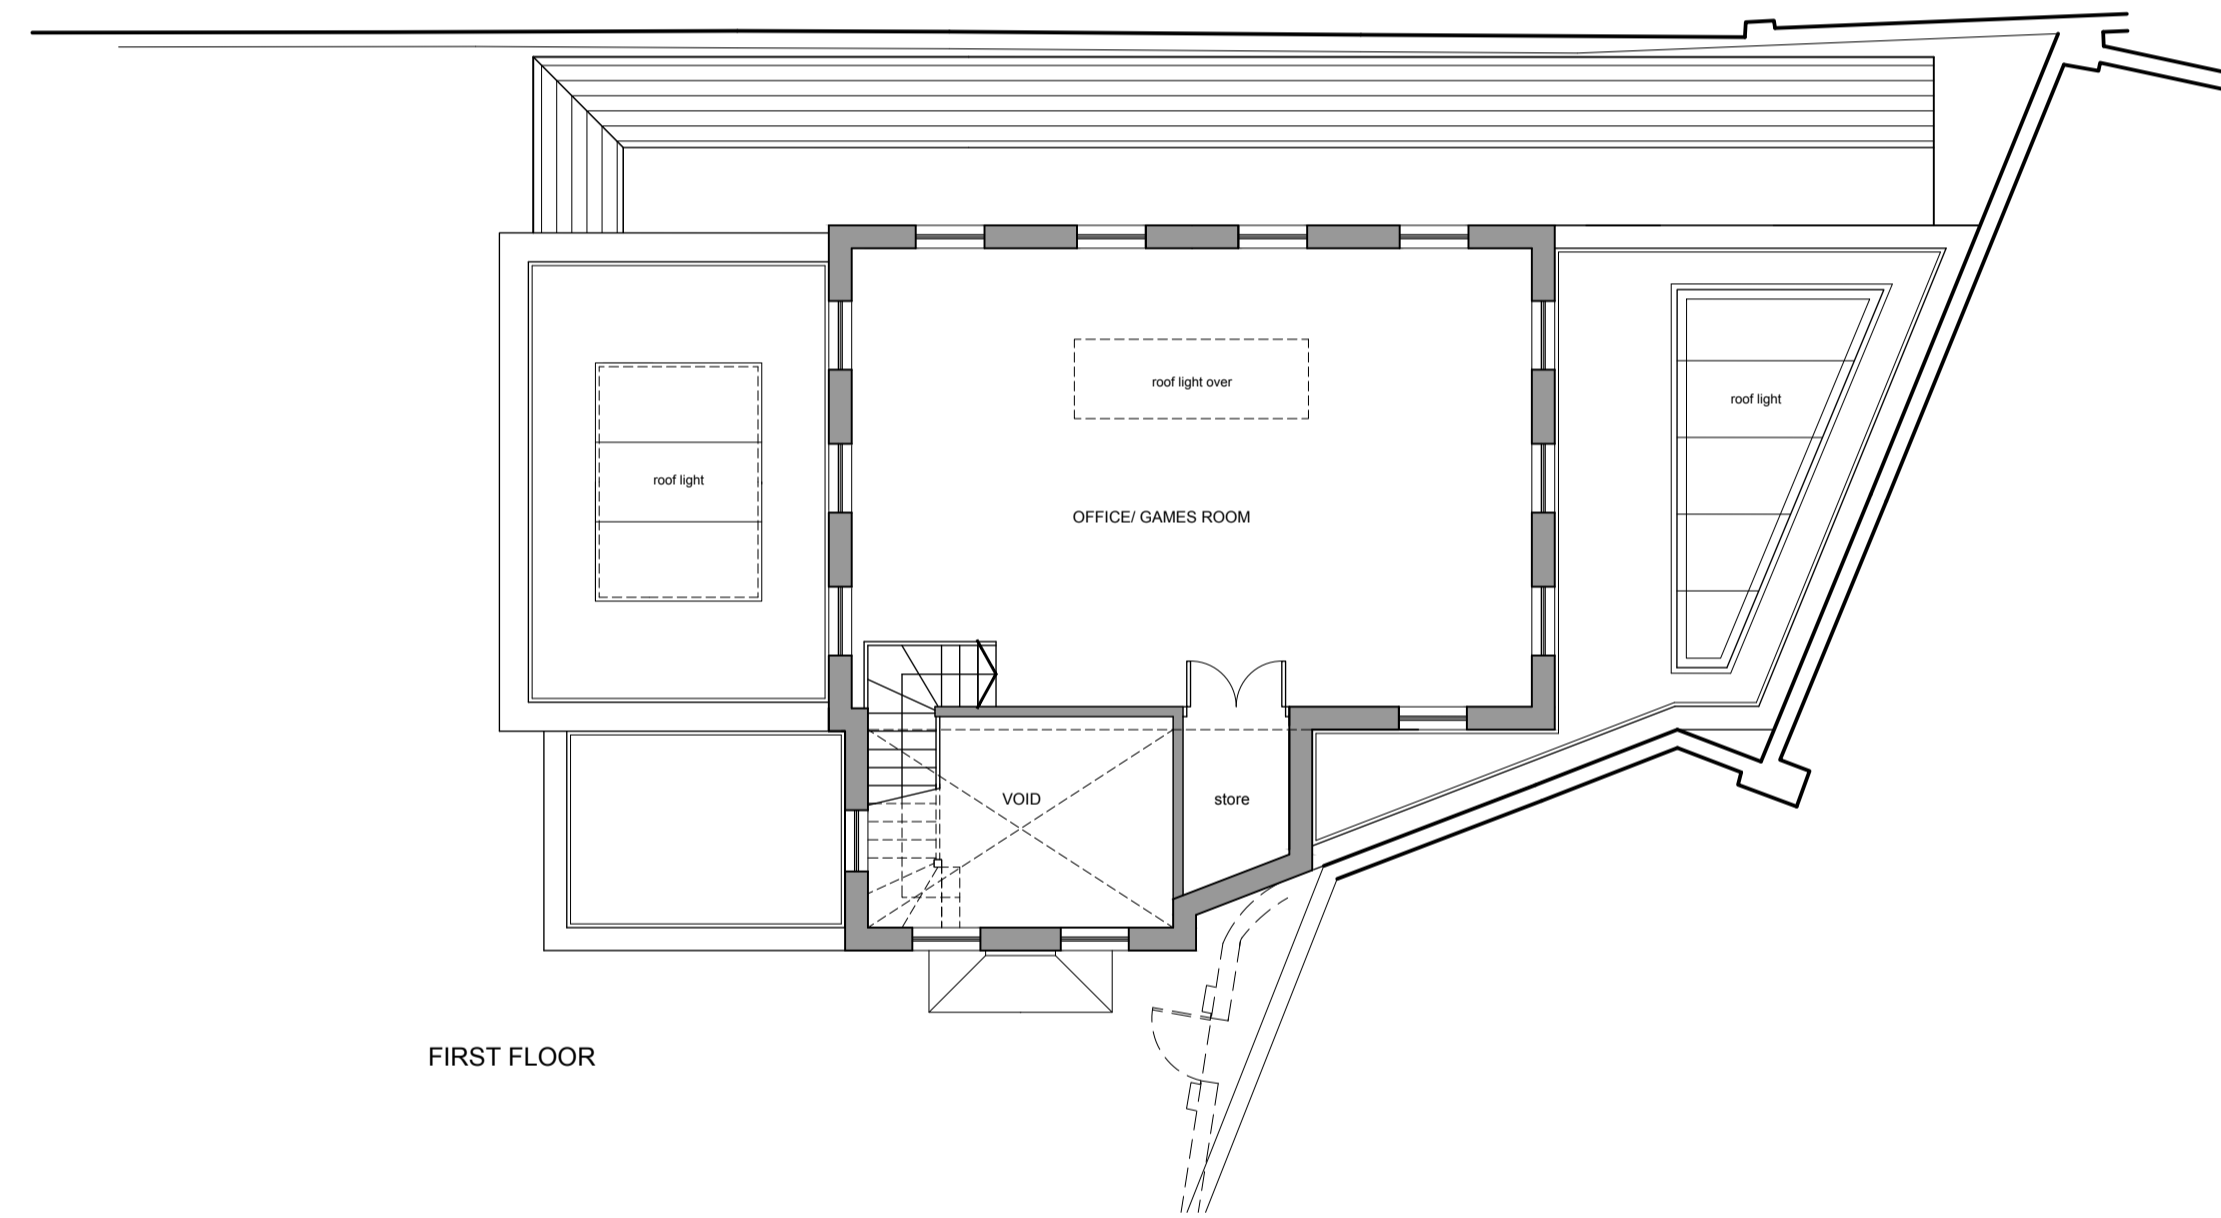 roof light over
roof light
roof light
OFFICE/ GAMES ROOM
VOID
store
FIRST FLOOR